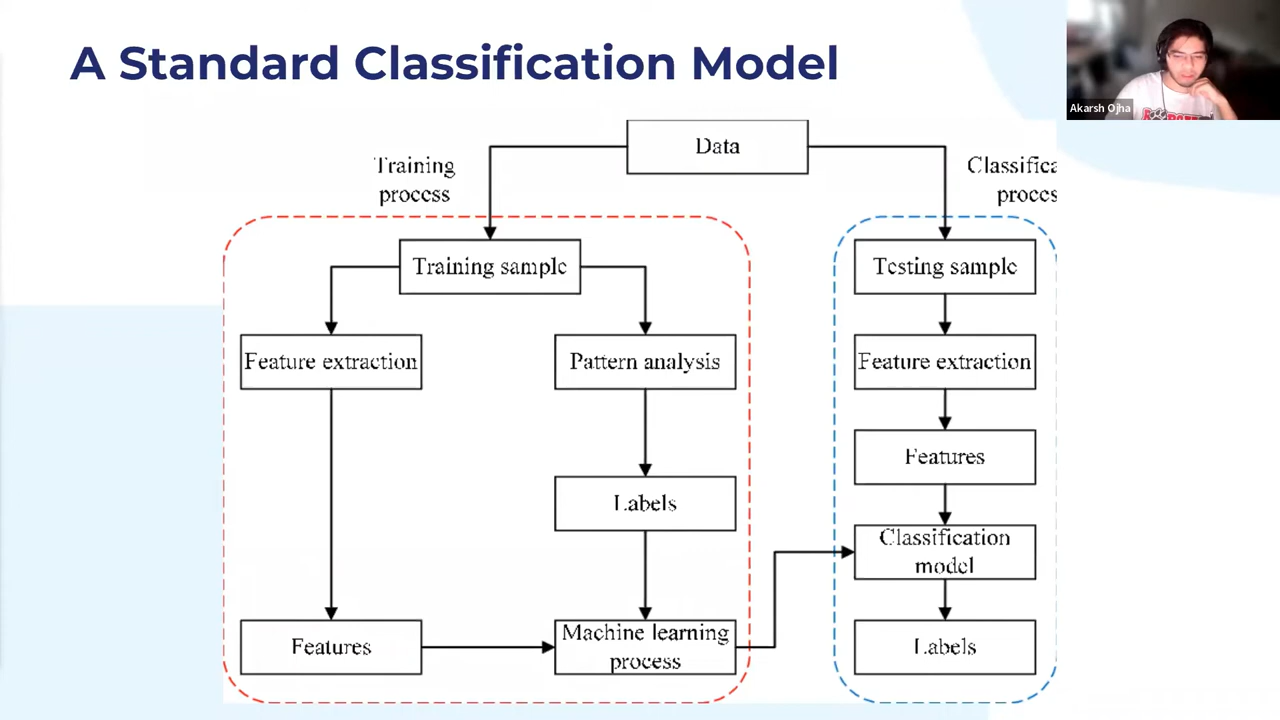 A Standard Classification Model
Akarsh Ojha
Data
Training
process
Classifica
proces
Training sample
Testing sample
Feature extraction
Pattern analysis
Feature extraction
Features
Labels
Classification
model
Features
Machine learning
process
Labels